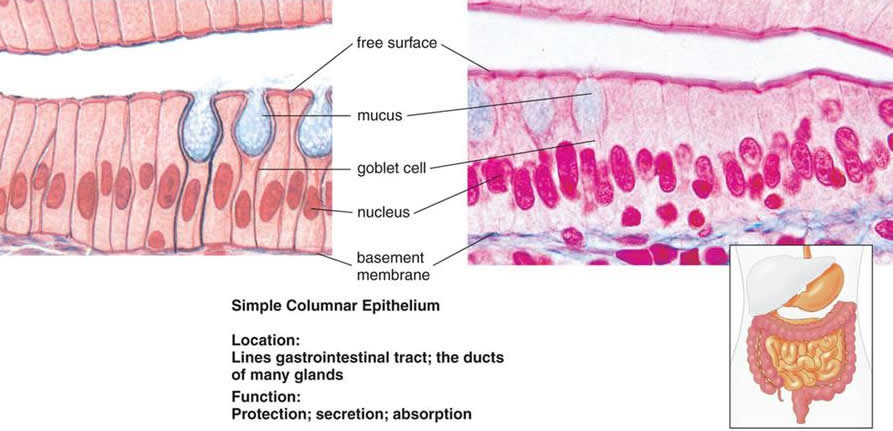 free surface
mucus
goblet cell
nucleus
basement
membrane
Simple Columnar Epithelium
Location:
Lines gastrointestinal tract; the ducts
of many glands
Function:
Protection; secretion; absorption